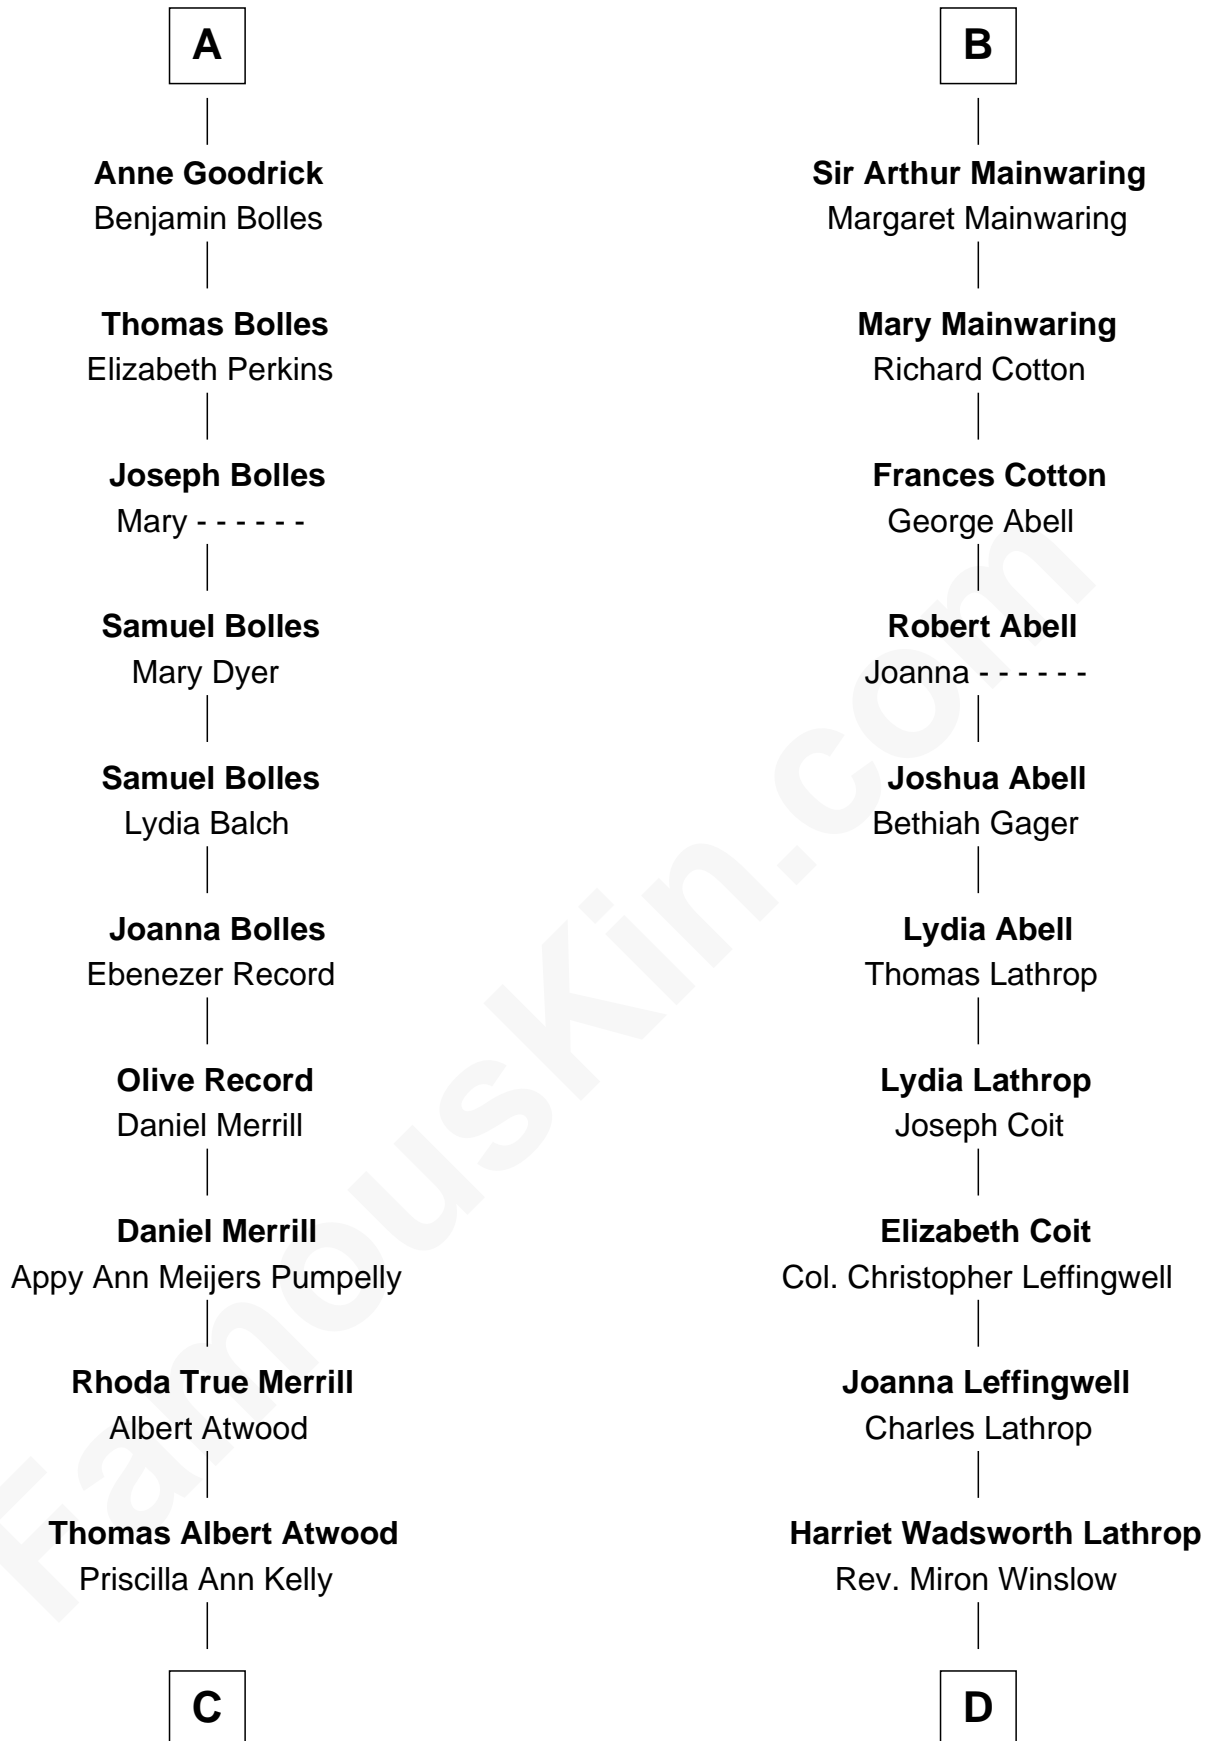 A
Anne Goodrick
Benjamin Bolles
Thomas Bolles
Elizabeth Perkins
Joseph Bolles
Mary - - - - - -
Samuel Bolles
Mary Dyer
Samuel Bolles
Lydia Balch
Joanna Bolles
Ebenezer Record
Olive Record
Daniel Merrill
Daniel Merrill
Appy Ann Meijers Pumpelly
Rhoda True Merrill
Albert Atwood
Thomas Albert Atwood
Priscilla Ann Kelly
C
B
Sir Arthur Mainwaring
Margaret Mainwaring
Mary Mainwaring
Richard Cotton
Frances Cotton
George Abell
Robert Abell
Joanna - - - - - -
Joshua Abell
Bethiah Gager
Lydia Abell
Thomas Lathrop
Lydia Lathrop
Joseph Coit
Elizabeth Coit
Col. Christopher Leffingwell
Joanna Leffingwell
Charles Lathrop
Harriet Wadsworth Lathrop
Rev. Miron Winslow
D
FamousKin.com